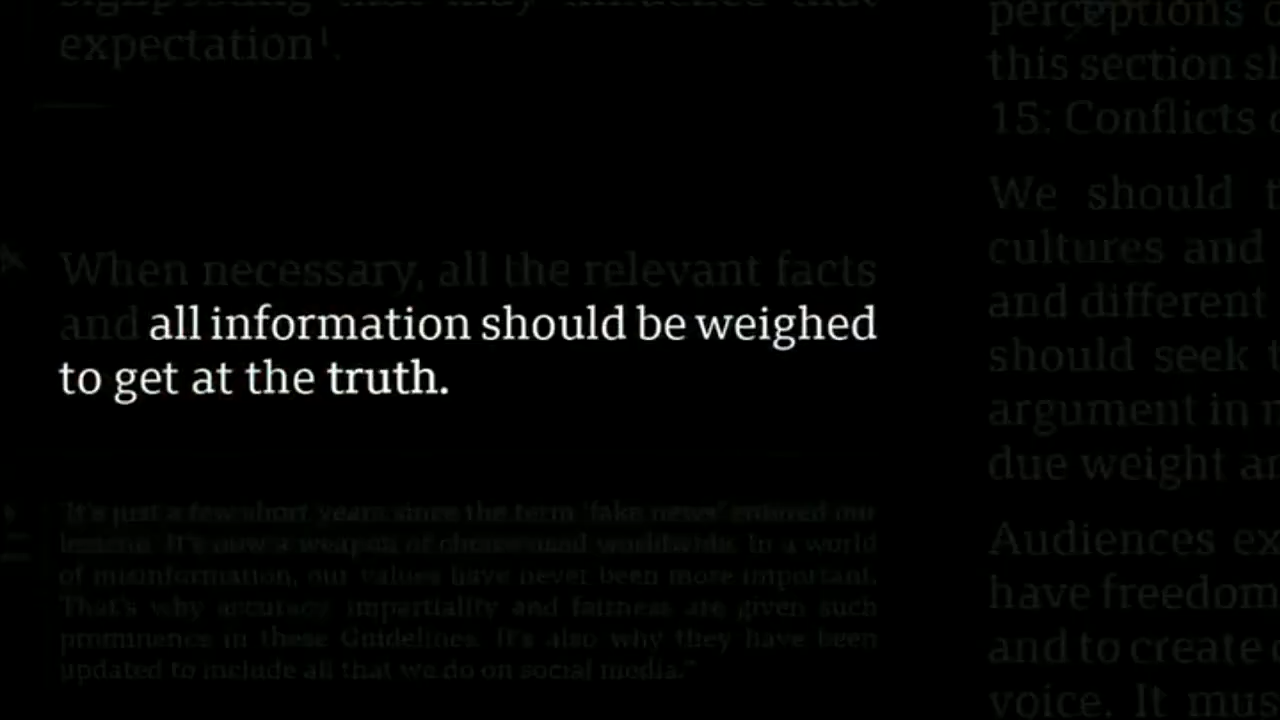 expectation¹.
When necessary, all the relevant facts
and all information should be weighed
to get at the truth.
"It's just a few short years since the term 'fake news' entered our
lexicon. It's now a weapon of choice worldwide. In a world
of misinformation, our values have never been more important.
That's why accuracy, impartiality and fairness are given such
prominence in these Guidelines. It's also why they have been
updated to include all that we do on social media."
perceptions
this section
15: Conflicts
We should
cultures and
and different
should seek
argument in
due weight
Audiences
have freedom
and to create
voice. It